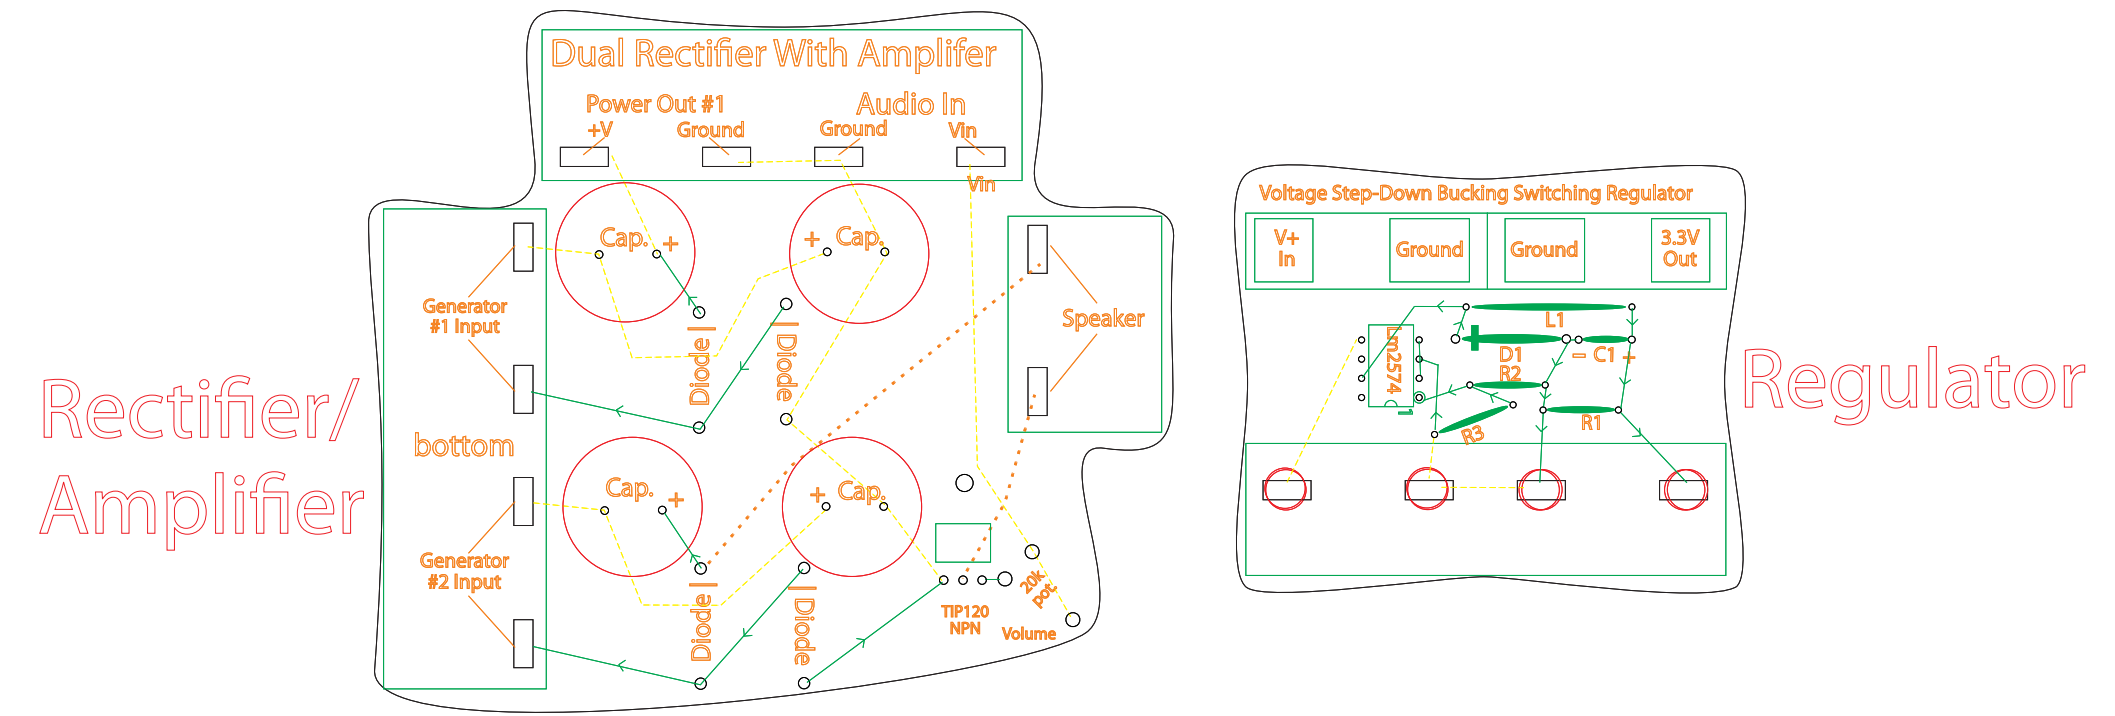 Rectifier/
Amplifier
Dual Rectifier With Amplifer
Power Out #1
Audio In
+V
Ground
Ground
Vin
Vin
Cap.
+
+
Cap.
Generator
#1 Input
Speaker
Diode |
| Diode
bottom
Cap.
+
+
Cap.
Generator
#2 Input
Diode |
| Diode
TIP120
NPN
20k
pot
Volume
Voltage Step-Down Bucking Switching Regulator
V+
In
Ground
Ground
3.3V
Out
L1
Lm2574
D1
− C1 +
R2
1
R3
R1
Regulator